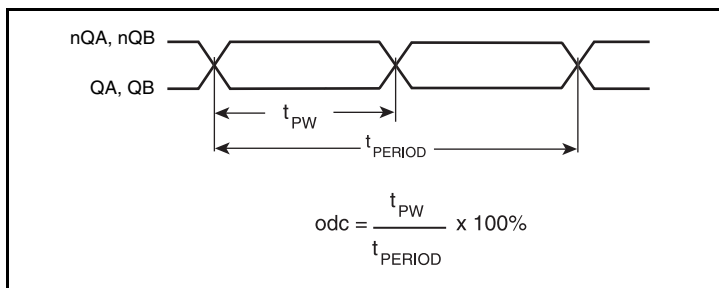 nQA, nQB
QA, QB
tPW
tPERIOD
odc = tPW / tPERIOD x 100%